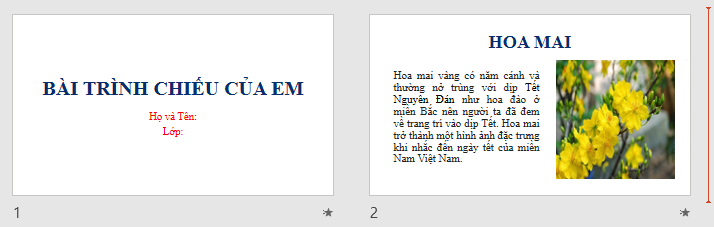 BÀI TRÌNH CHIẾU CỦA EM
Họ và Tên:
Lớp:
1
HOA MAI
Hoa mai vàng có năm cánh và
thường nở trùng với dịp Tết
Nguyên Đán như hoa đào ở
miền Bắc nên người ta đã đem
về trang trí vào dịp Tết. Hoa mai
trở thành một hình ảnh đặc trưng
khi nhắc đến ngày tết của miền
Nam Việt Nam.
2